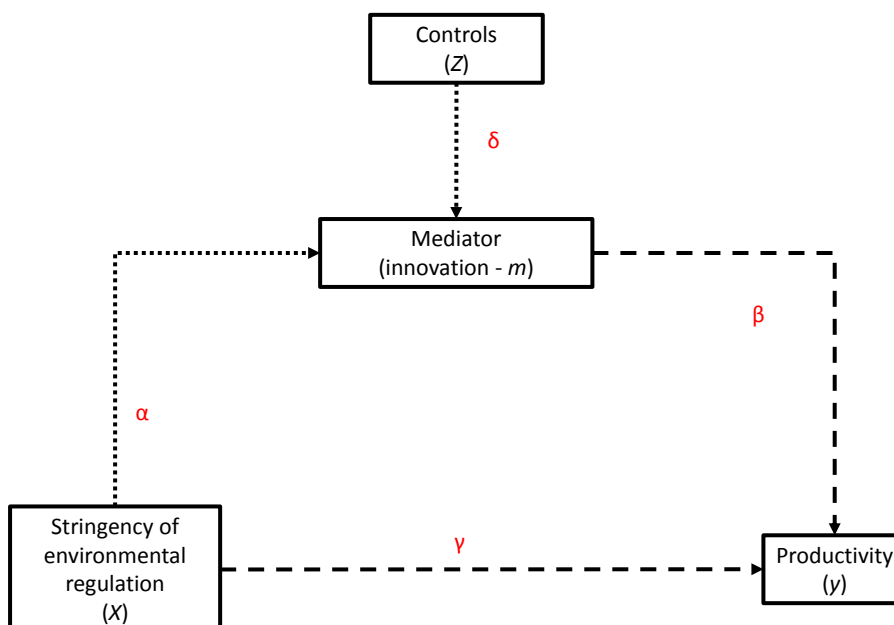 Controls
(Z)
δ
Mediator
(innovation - m)
β
α
Stringency of
environmental
regulation
(X)
γ
Productivity
(y)